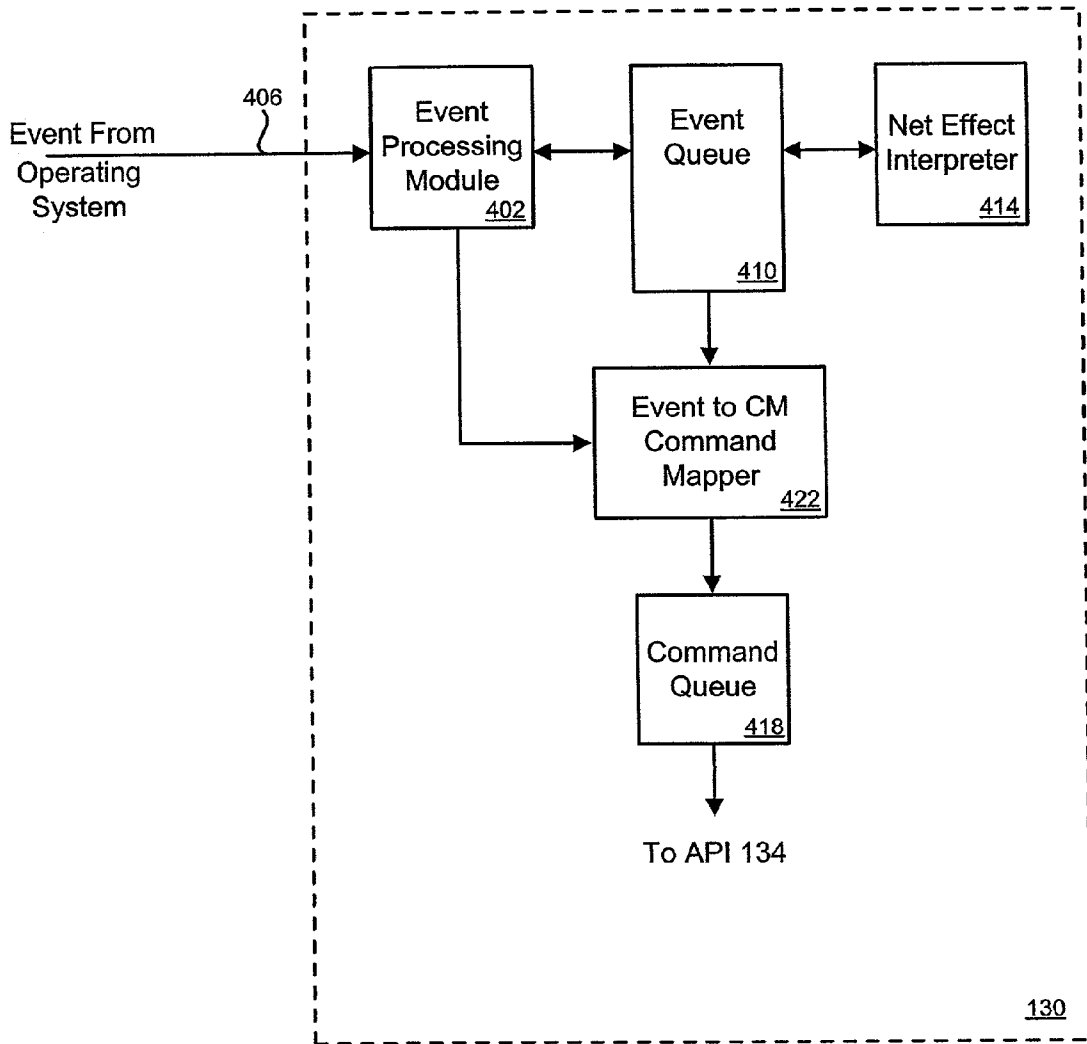 406
Event From
Operating
System
Event
Processing
Module
402
Event
Queue
410
Net Effect
Interpreter
414
Event to CM
Command
Mapper
422
Command
Queue
418
To API 134
130